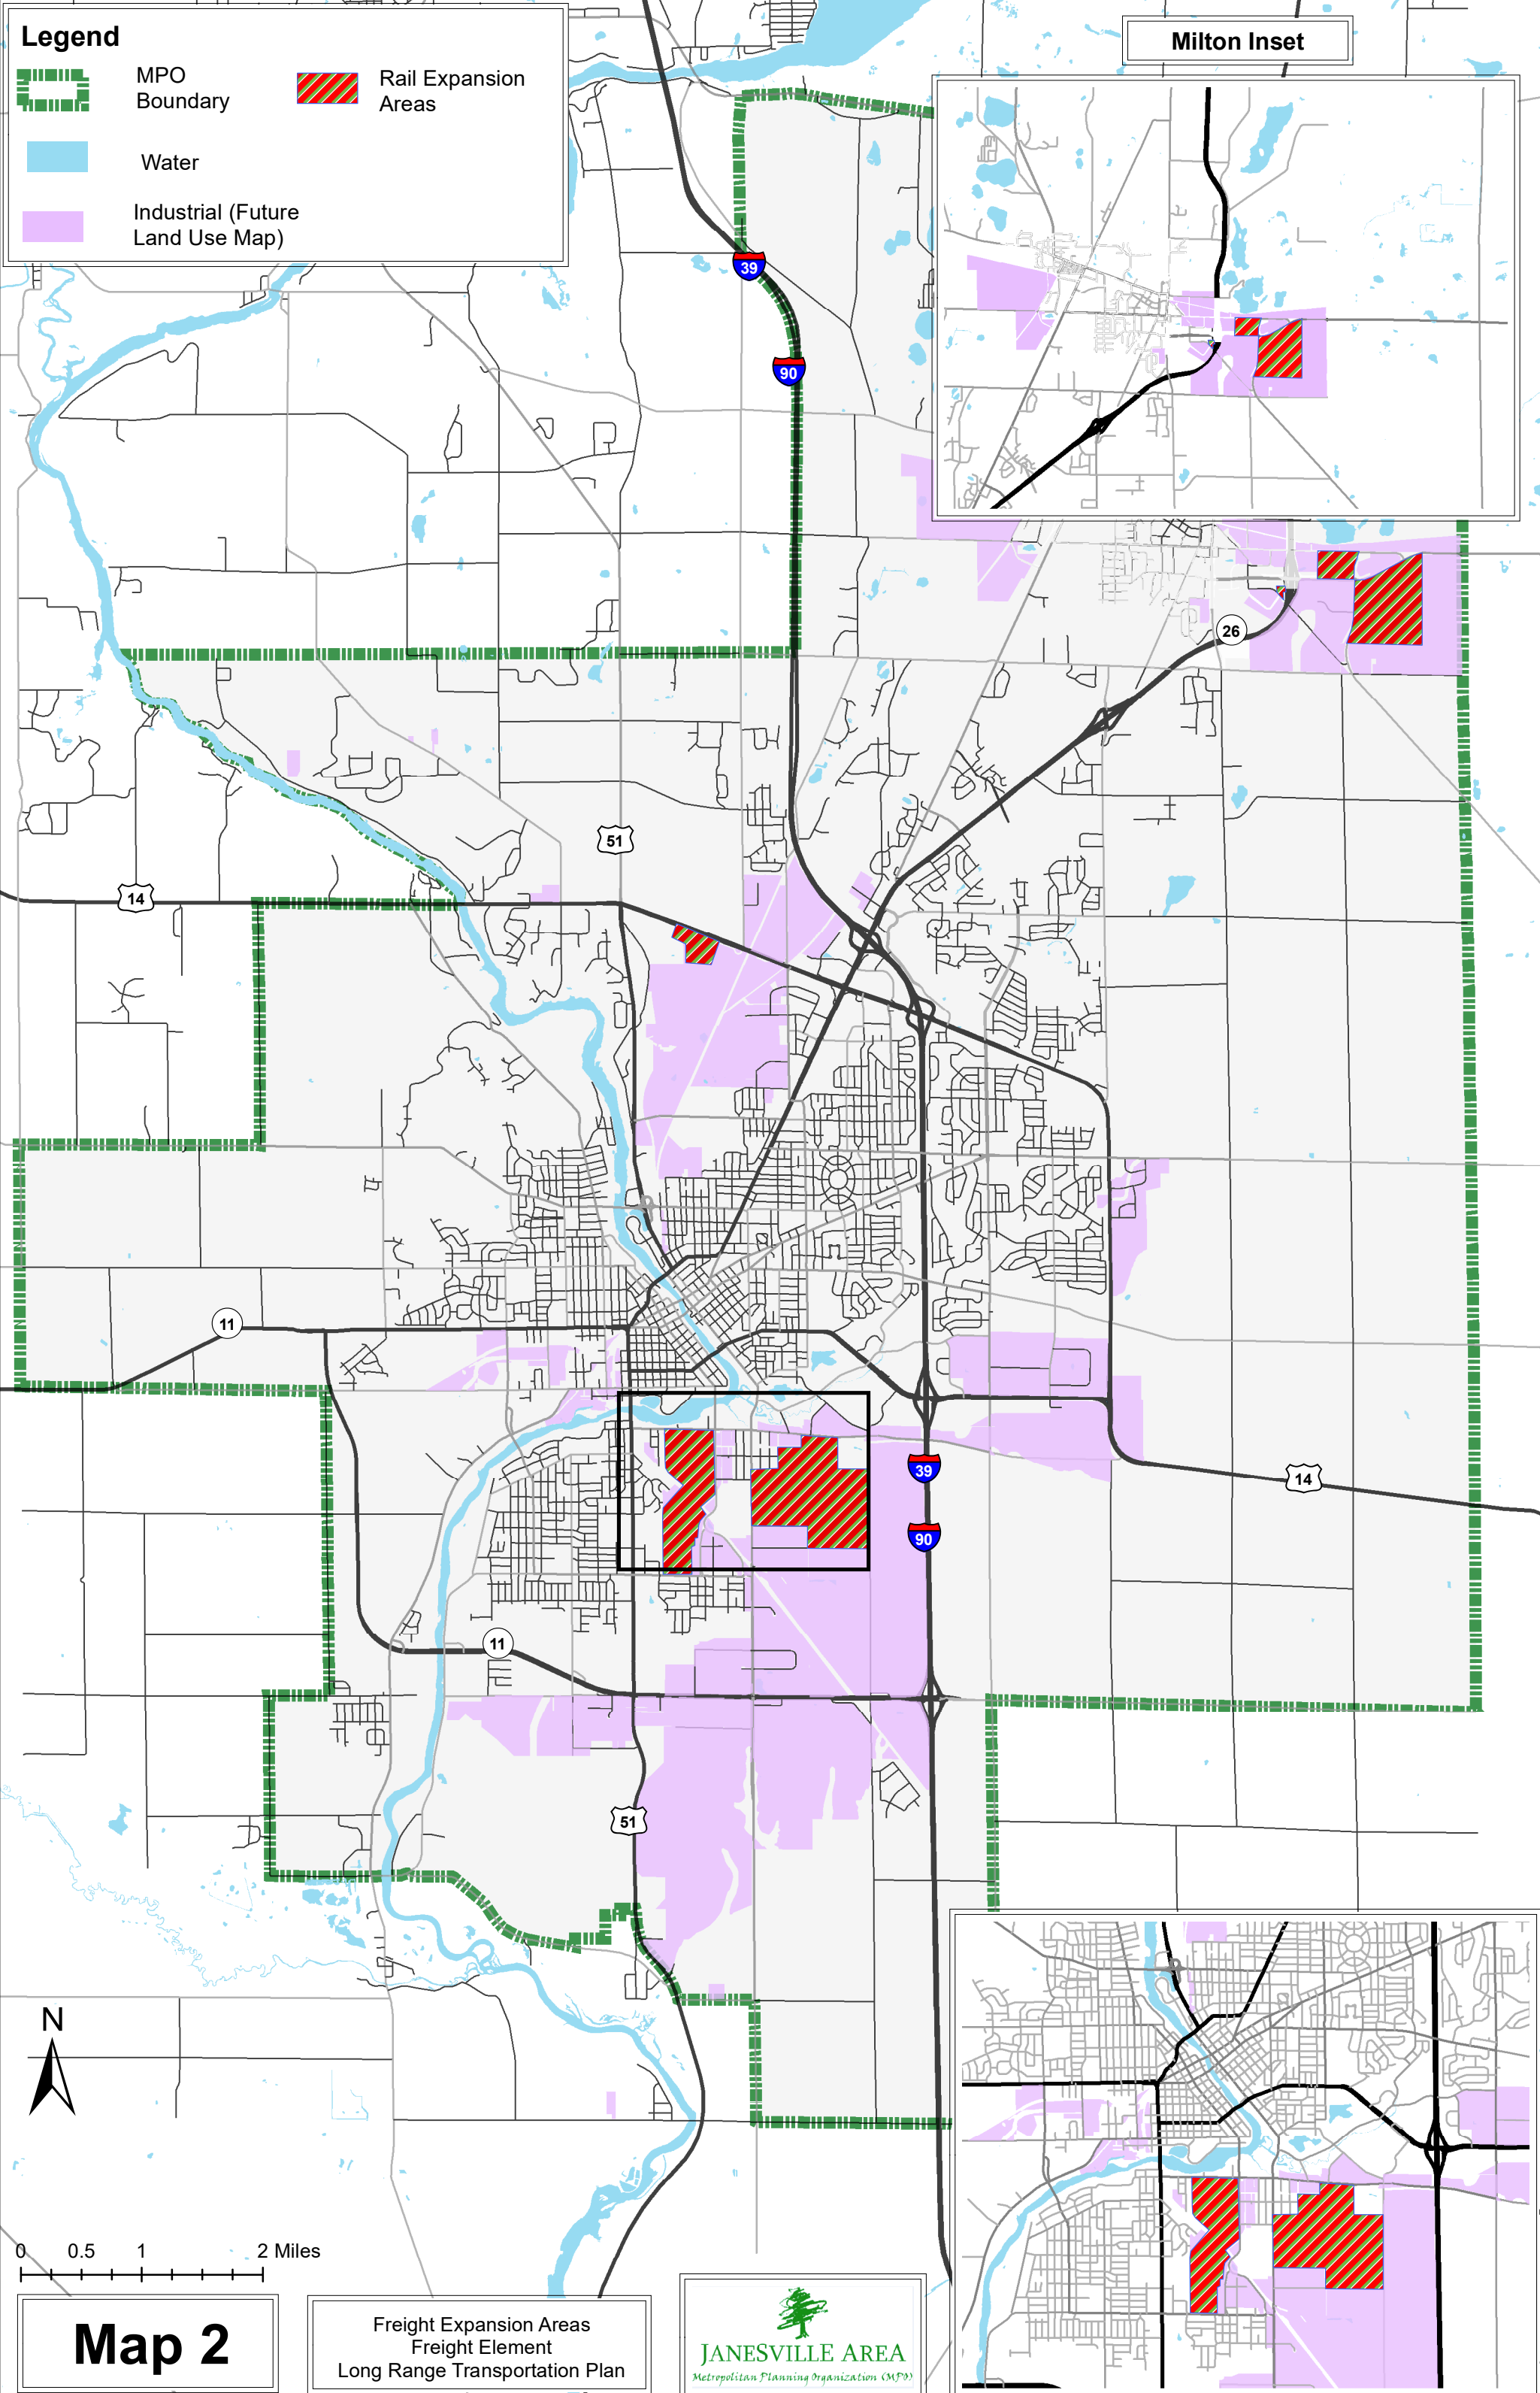 Legend
MPO
Boundary
Rail Expansion
Areas
Water
Industrial (Future
Land Use Map)
Milton Inset
39
90
26
51
14
11
39
14
90
11
51
N
0 0.5 1 2 Miles
Map 2
Freight Expansion Areas
Freight Element
Long Range Transportation Plan
JANESVILLE AREA
Metropolitan Planning Organization (MPO)